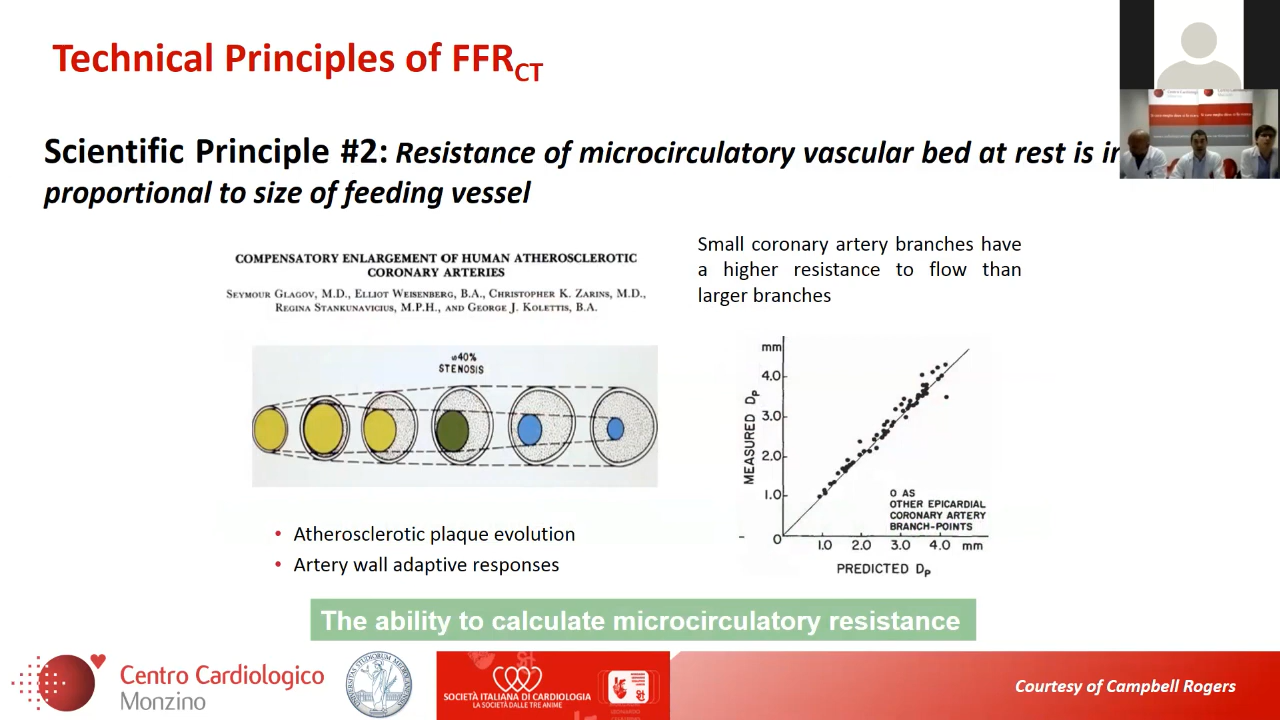 Technical Principles of FFRCT
Scientific Principle #2: Resistance of microcirculatory vascular bed at rest is in
proportional to size of feeding vessel
COMPENSATORY ENLARGEMENT OF HUMAN ATHEROSCLEROTIC
CORONARY ARTERIES
SEYMOUR GLAGOV, M.D., ELLIOT WEISENBERG, B.A., CHRISTOPHER K. ZARINS, M.D.,
REGINA STANKUNAVICIUS, M.P.H., AND GEORGE J. KOLETTIS, B.A.
Small coronary artery branches have
a higher resistance to flow than
larger branches
40%
STENOSIS
mm
4.0
3.0
2.0
1.0
0
MEASURED DP
O AS
OTHER EPICARDIAL
CORONARY ARTERY
BRANCH-POINTS
1.0 2.0 3.0 4.0 mm
PREDICTED DP
• Atherosclerotic plaque evolution
• Artery wall adaptive responses
The ability to calculate microcirculatory resistance
Centro Cardiologico
Monzino
SOCIETÀ ITALIANA DI CARDIOLOGIA
LA SOCIETÀ DALLE TRE ANIME
Courtesy of Campbell Rogers